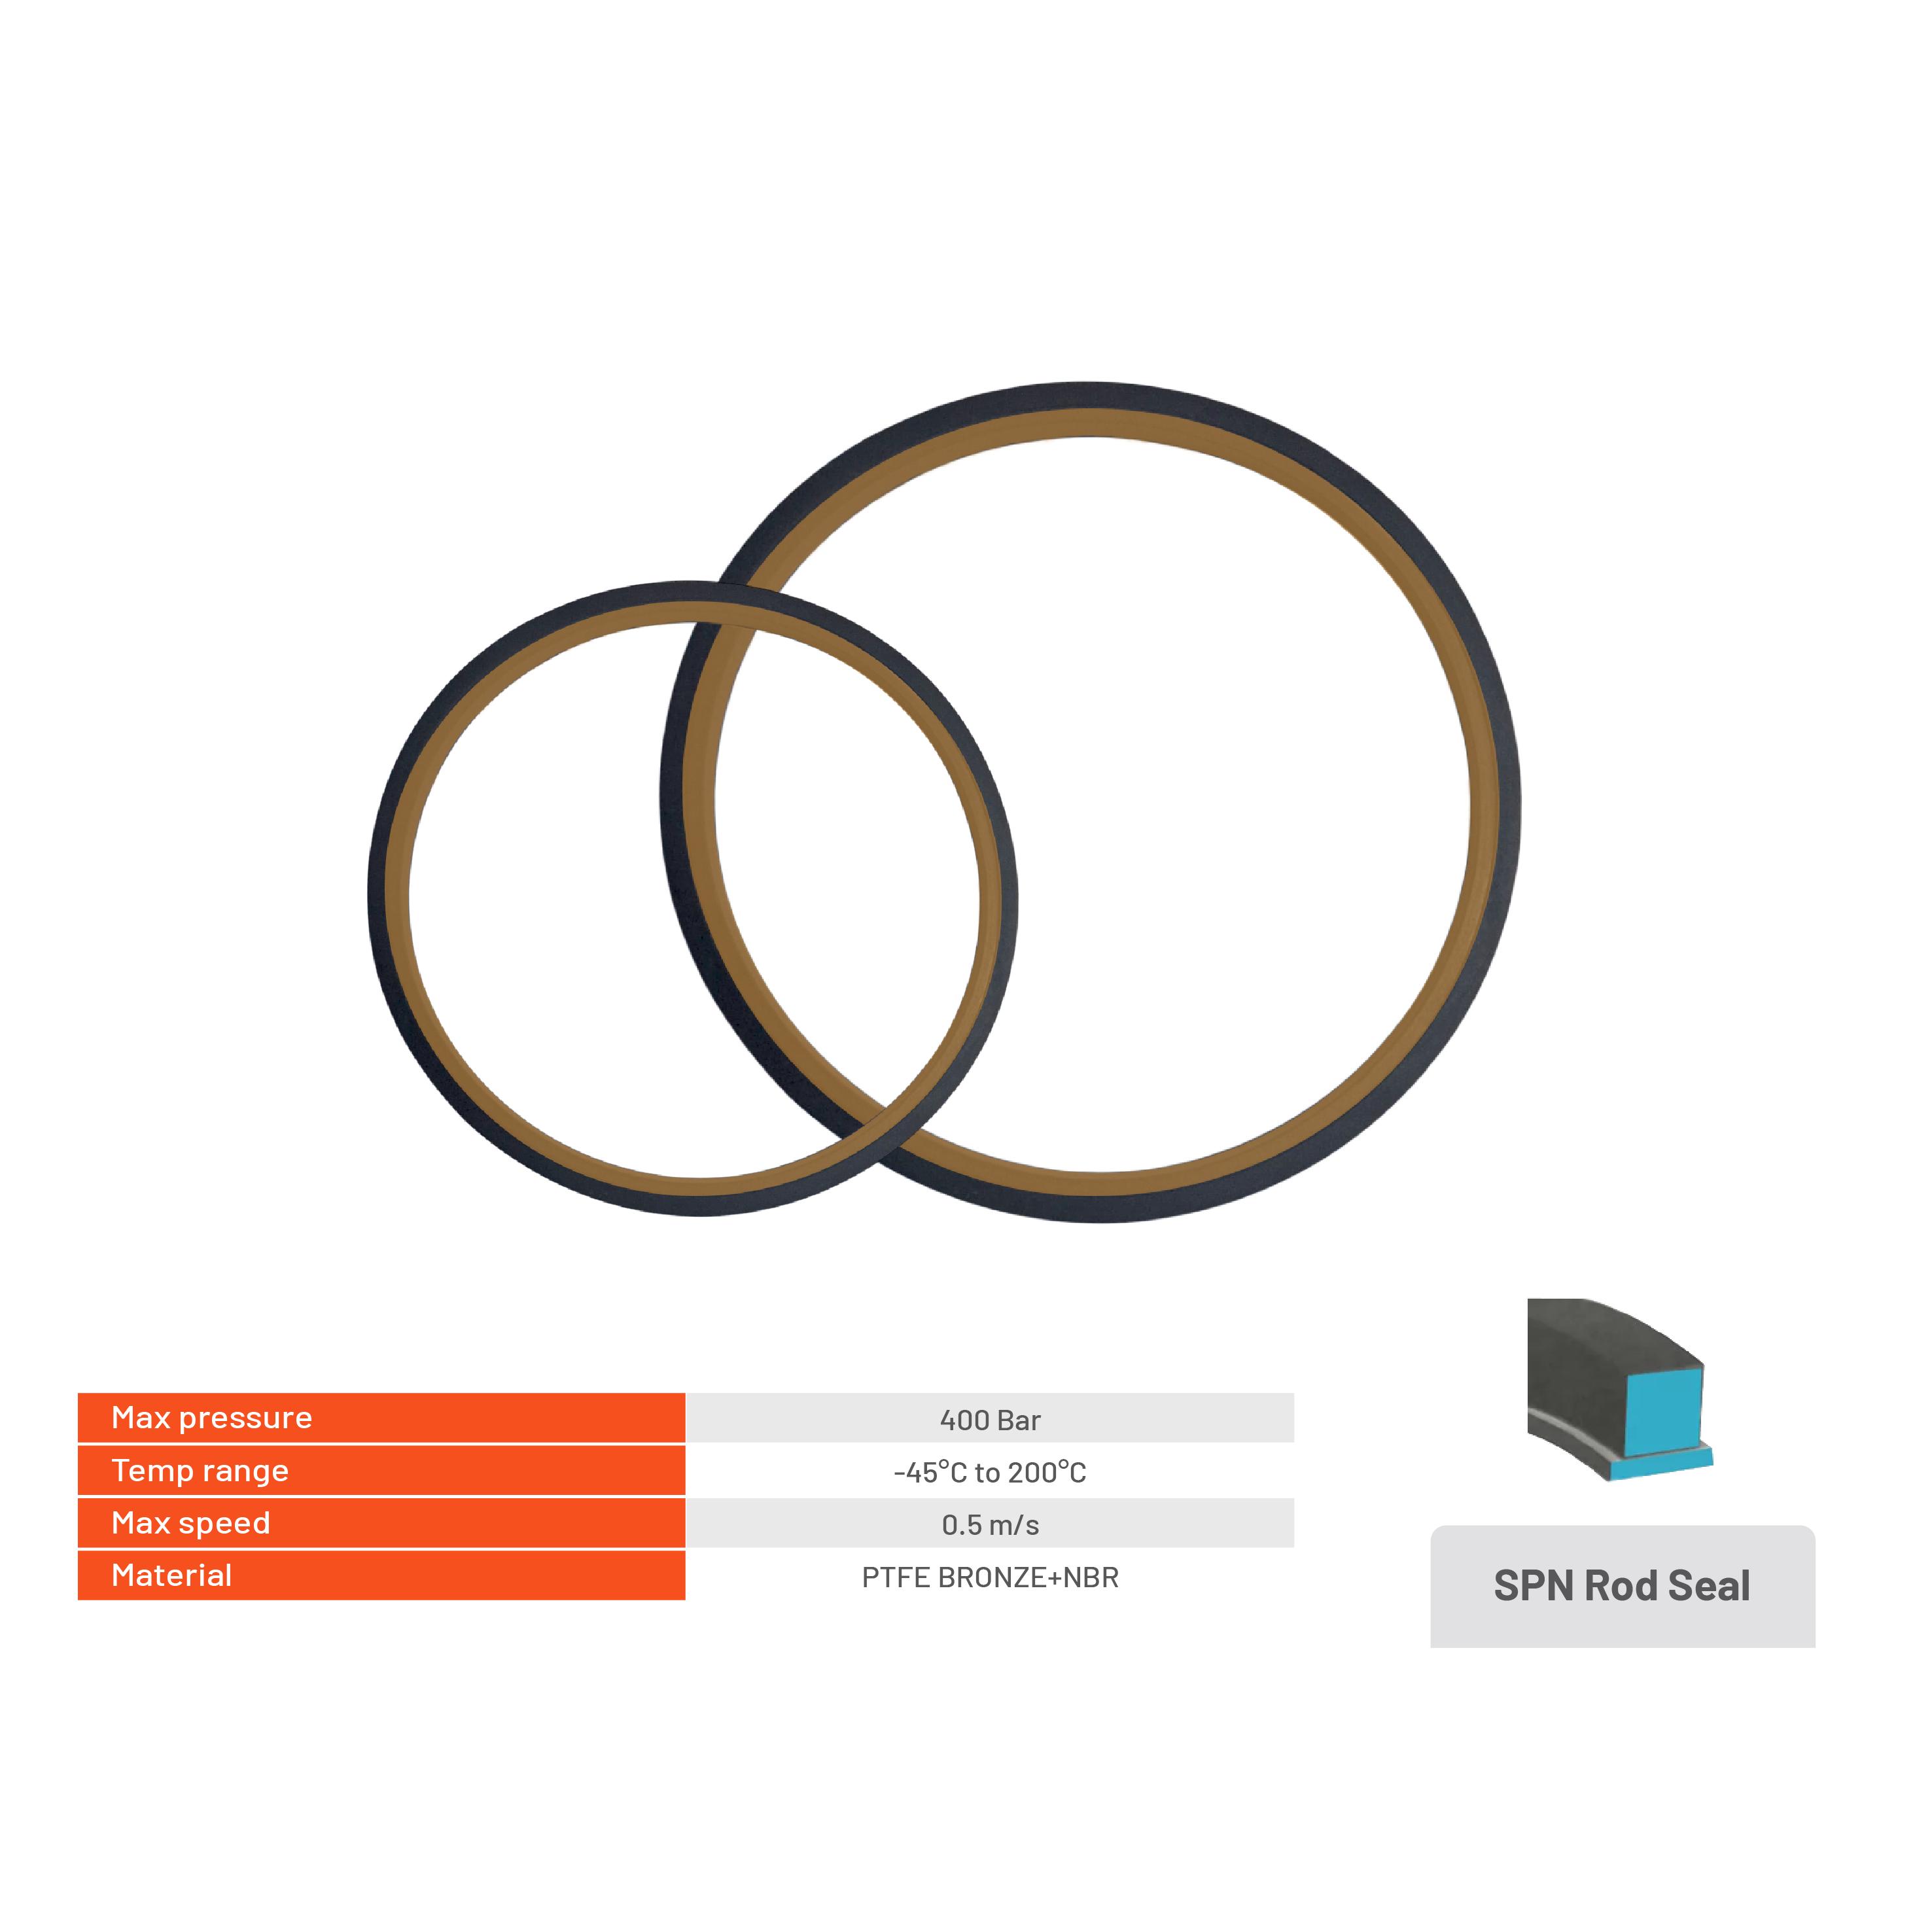 Max pressure 400 Bar
Temp range -45°C to 200°C
Max speed 0.5 m/s
Material PTFE BRONZE+NBR
SPN Rod Seal